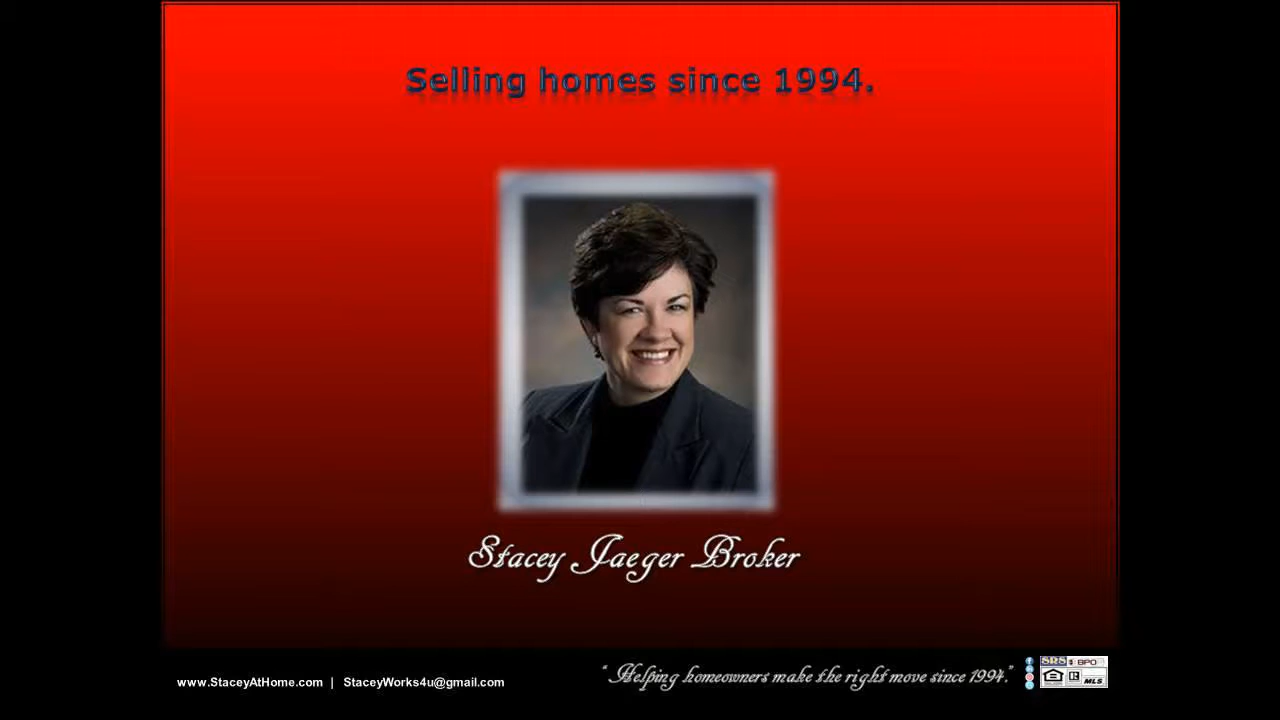 Selling homes since 1994.
Stacey Jaeger Broker
www.StaceyAtHome.com | StaceyWorks4u@gmail.com
“Helping homeowners make the right move since 1994.”
SRS BPO
R MLS